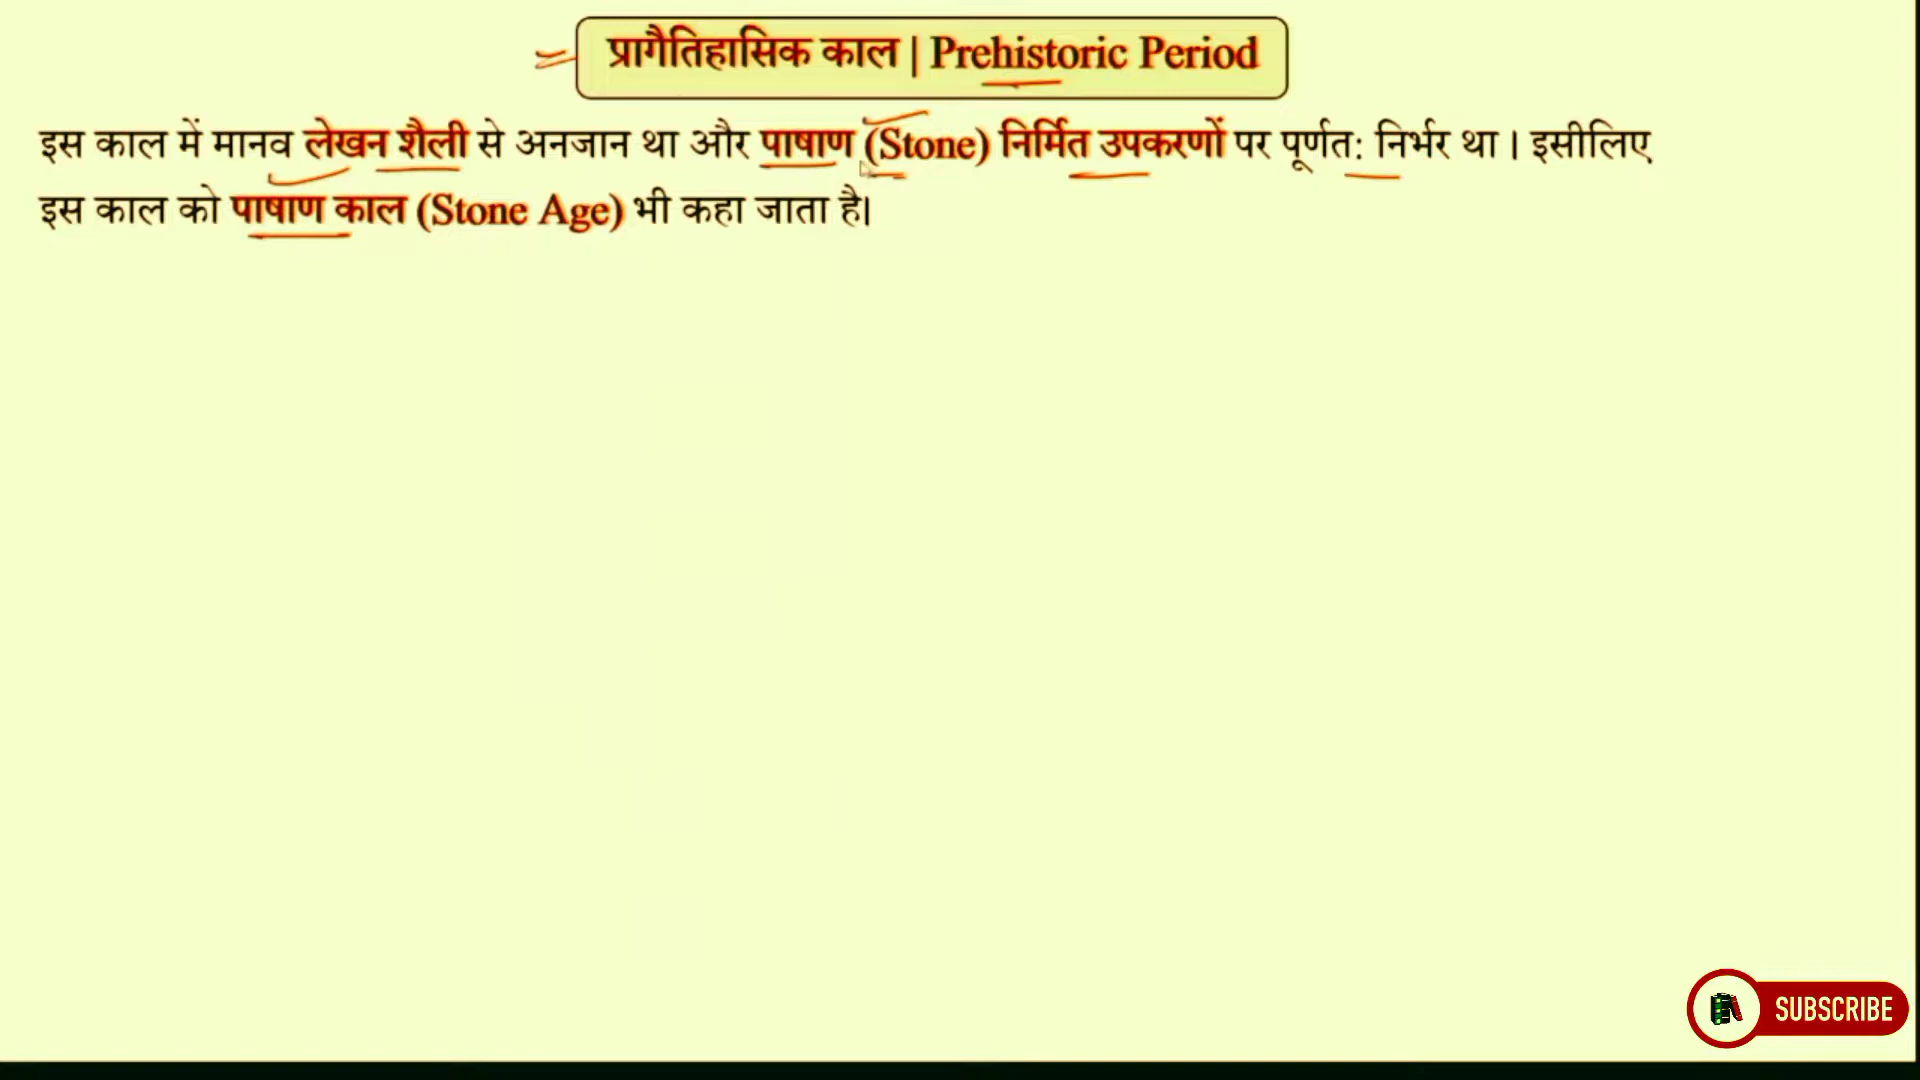 प्रागैतिहासिक काल | Prehistoric Period
इस काल में मानव लेखन शैली से अनजान था और पाषाण (Stone) निर्मित उपकरणों पर पूर्णत: निर्भर था । इसीलिए
इस काल को पाषाण काल (Stone Age) भी कहा जाता है।
SUBSCRIBE